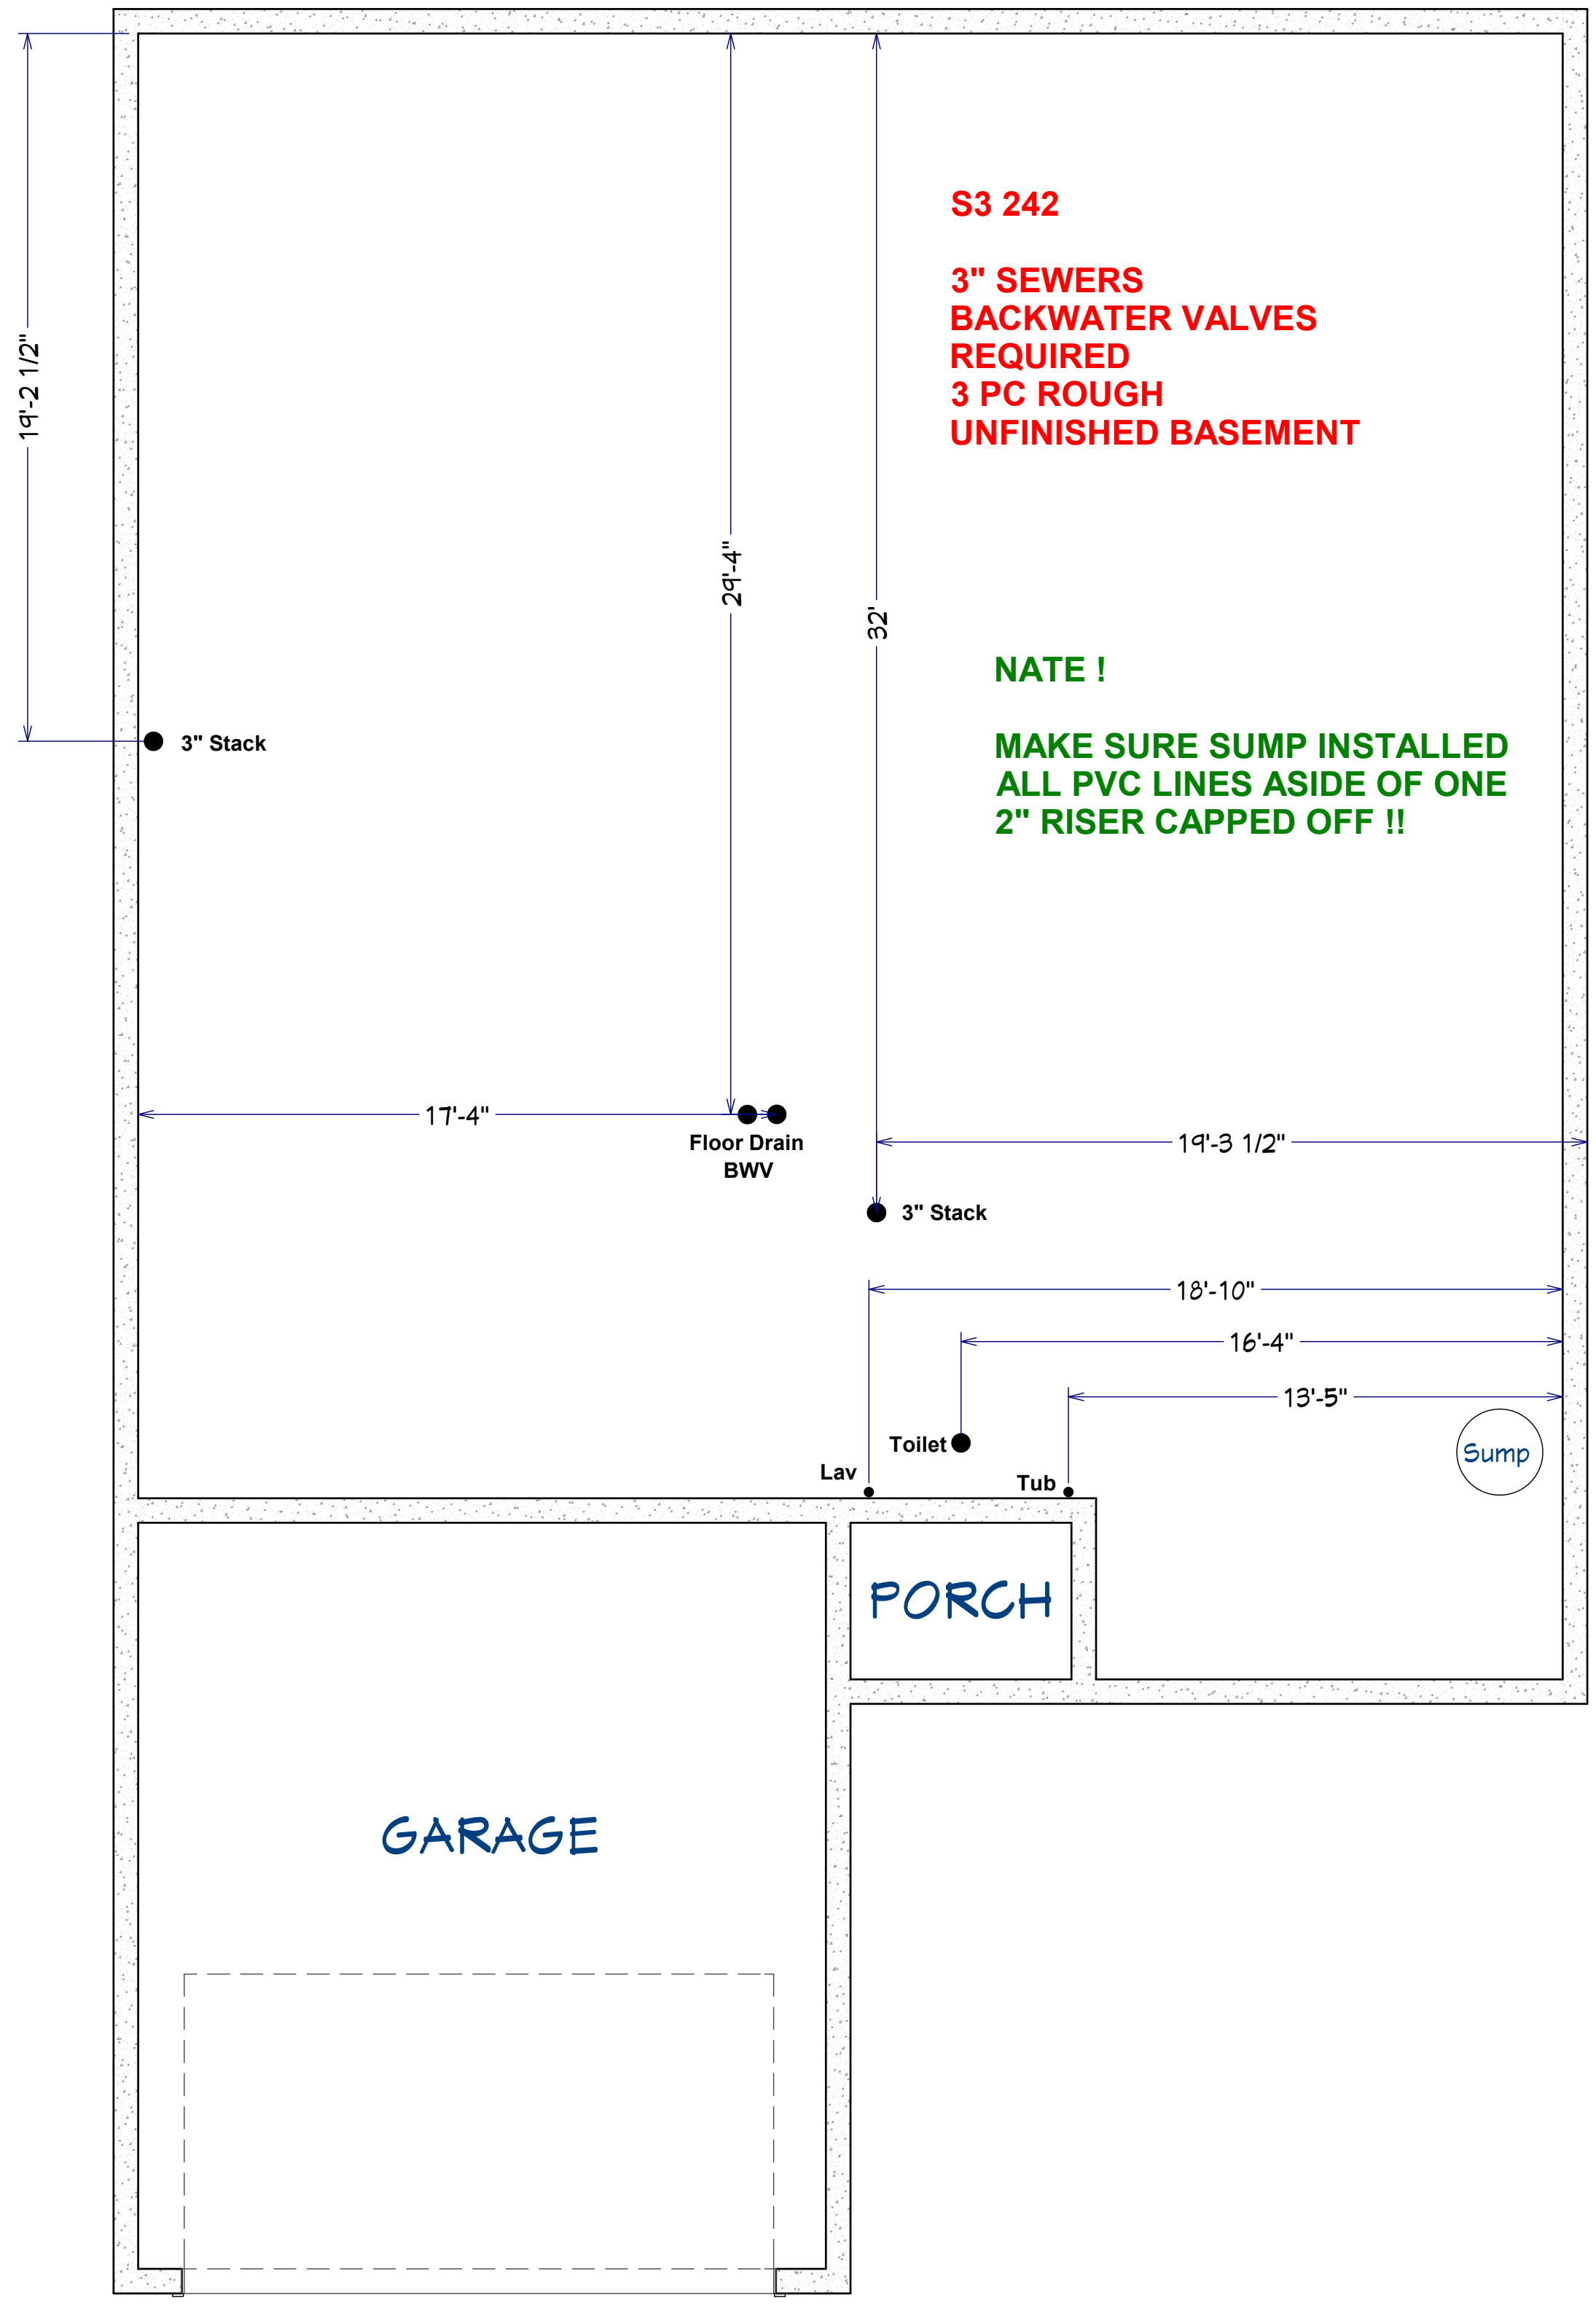 S3 242
3" SEWERS
BACKWATER VALVES
REQUIRED
3 PC ROUGH
UNFINISHED BASEMENT
19'-2 1/2"
29'-4"
32'
NATE !
MAKE SURE SUMP INSTALLED
ALL PVC LINES ASIDE OF ONE
2" RISER CAPPED OFF !!
3" Stack
17'-4"
Floor Drain
BWV
19'-3 1/2"
3" Stack
18'-10"
16'-4"
13'-5"
Toilet
Sump
Lav
Tub
PORCH
GARAGE